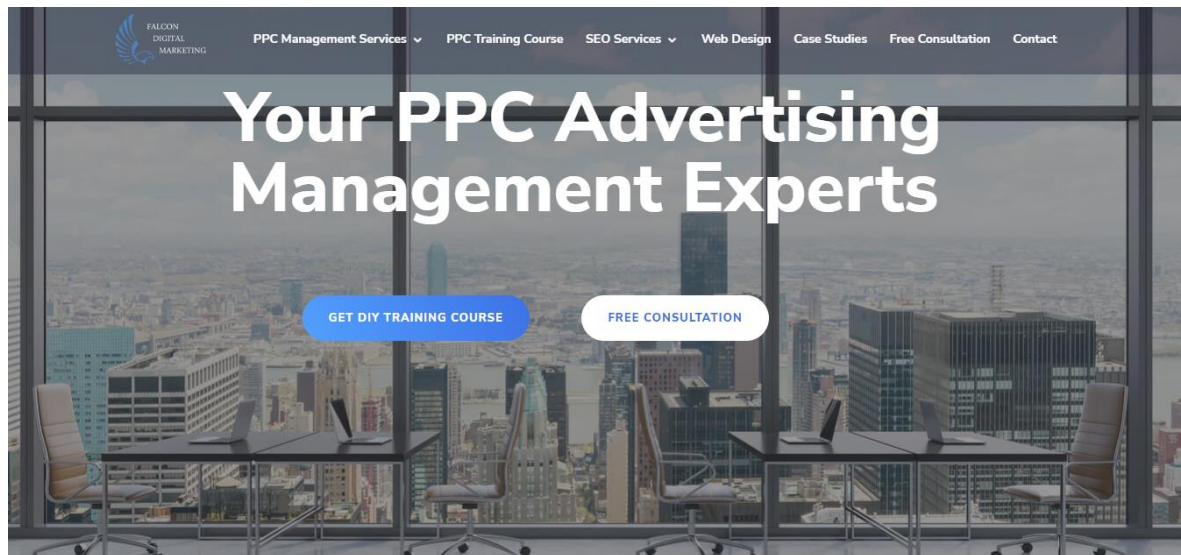 FALCON
DIGITAL
MARKETING
PPC Management Services
PPC Training Course
SEO Services
Web Design
Case Studies
Free Consultation
Contact
Your PPC Advertising
Management Experts
GET DIY TRAINING COURSE
FREE CONSULTATION